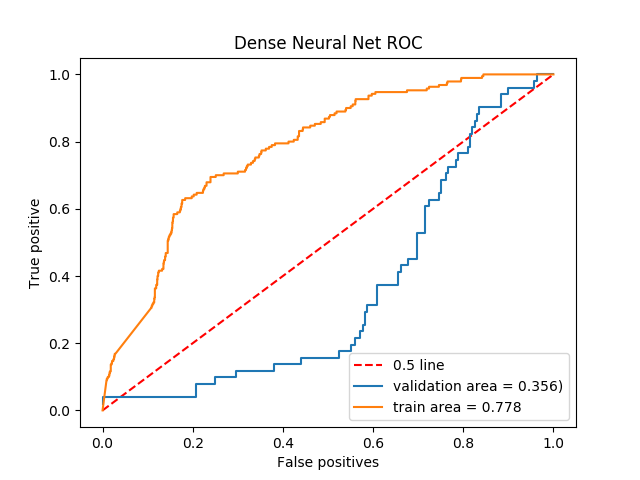 Dense Neural Net ROC
True positive
1.0
0.8
0.6
0.4
0.2
0.0
0.5 line
validation area = 0.356)
train area = 0.778
0.0 0.2 0.4 0.6 0.8 1.0
False positives